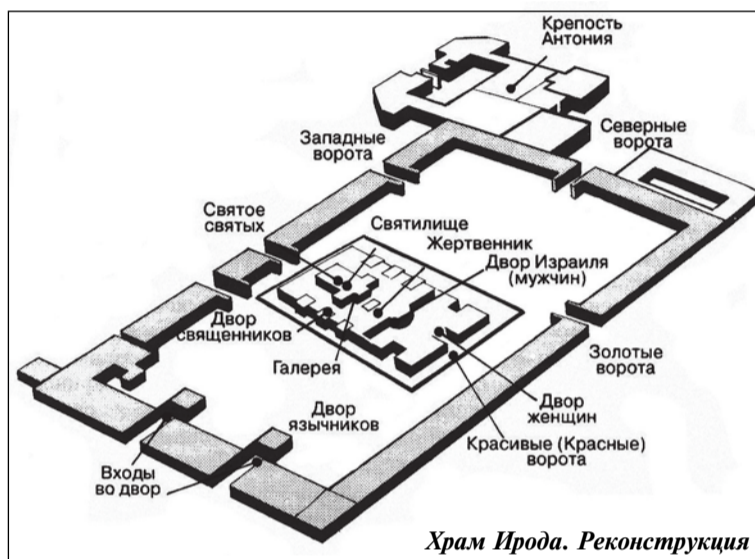 Крепость
Антония
Западные
ворота
Северные
ворота
Святое
святых
Святилище
Жертвенник
Двор Израиля
(мужчин)
Двор
священников
Галерея
Золотые
ворота
Двор
язычников
Двор
женщин
Красивые (Красные)
ворота
Входы
во двор
Храм Ирода. Реконструкция